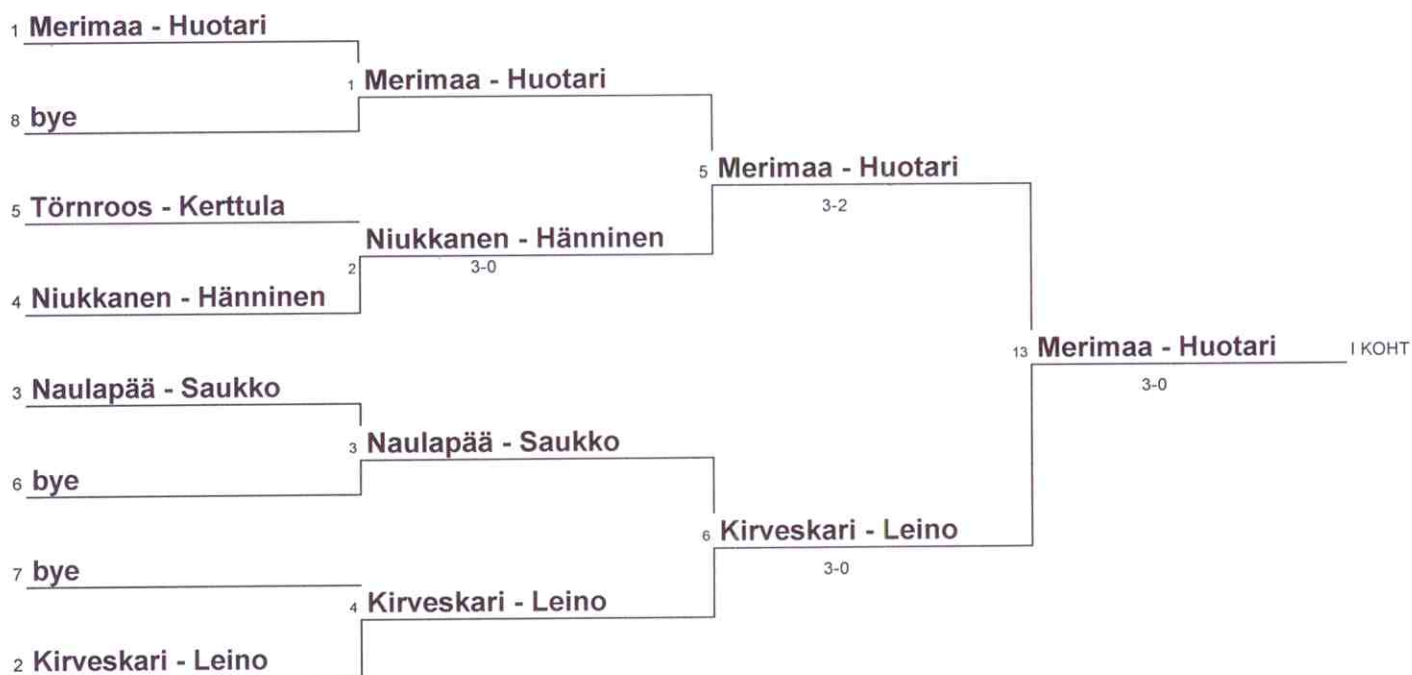 1 Merimaa - Huotari
1 Merimaa - Huotari
8 bye
5 Merimaa - Huotari
3-2
5 Törnroos - Kerttula
2 Niukkanen - Hänninen
3-0
4 Niukkanen - Hänninen
13 Merimaa - Huotari I KOHT
3-0
3 Naulapää - Saukko
3 Naulapää - Saukko
6 bye
6 Kirveskari - Leino
3-0
7 bye
4 Kirveskari - Leino
2 Kirveskari - Leino